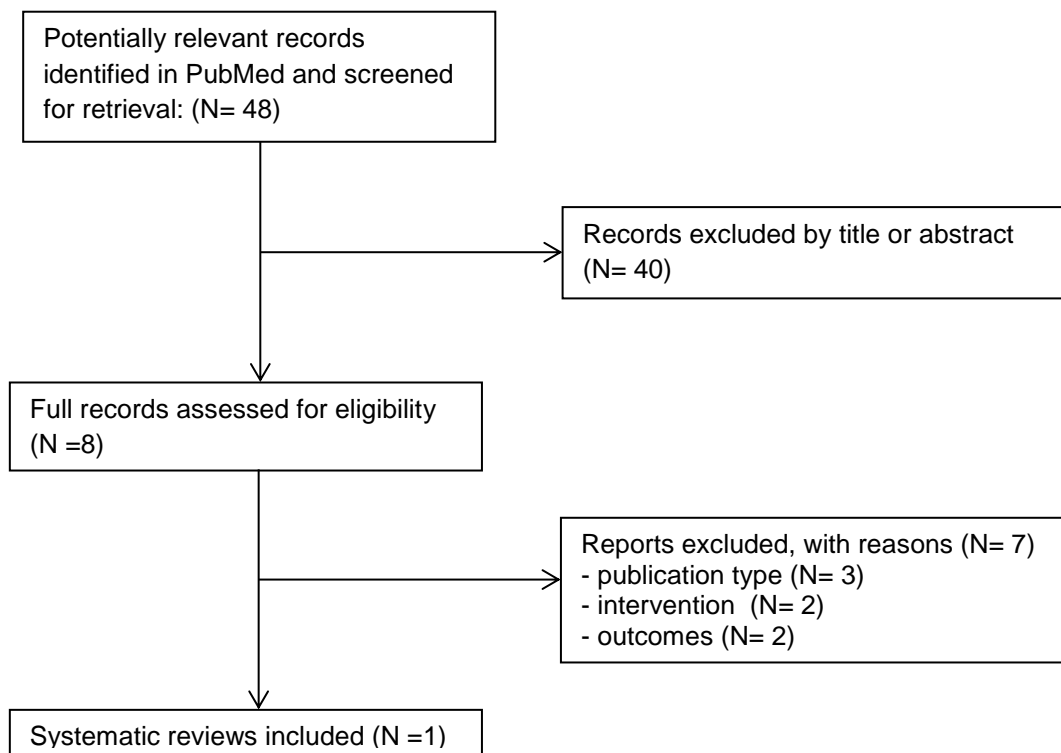 Potentially relevant records
identified in PubMed and screened
for retrieval: (N= 48)
Records excluded by title or abstract
(N= 40)
Full records assessed for eligibility
(N =8)
Reports excluded, with reasons (N= 7)
- publication type (N= 3)
- intervention  (N= 2)
- outcomes (N= 2)
Systematic reviews included (N =1)